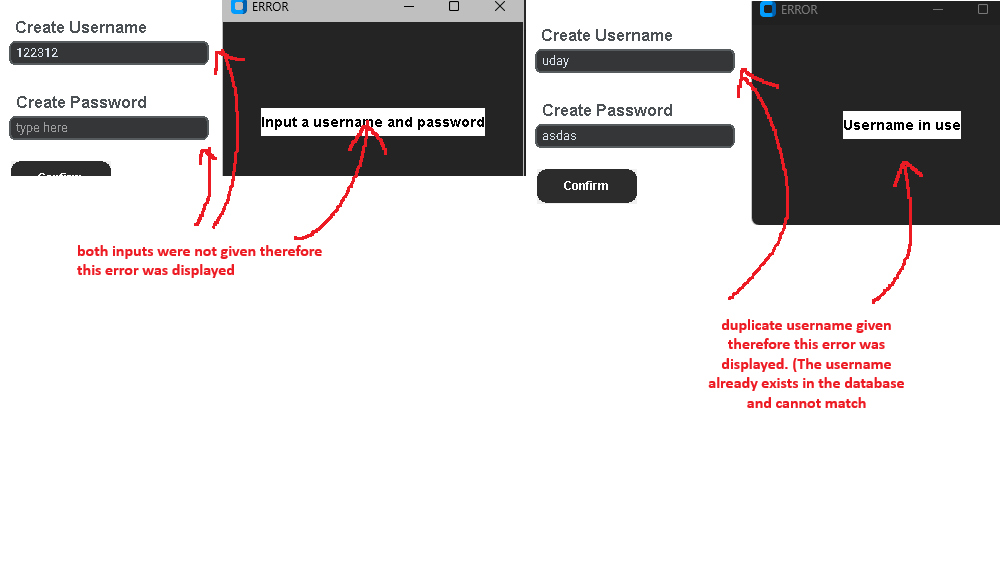 ERROR
Create Username
122312
Create Password
type here
Confirm
Input a username and password
both inputs were not given therefore
this error was displayed
ERROR
Create Username
uday
Create Password
asdas
Confirm
Username in use
duplicate username given
therefore this error was
displayed. (The username
already exists in the database
and cannot match